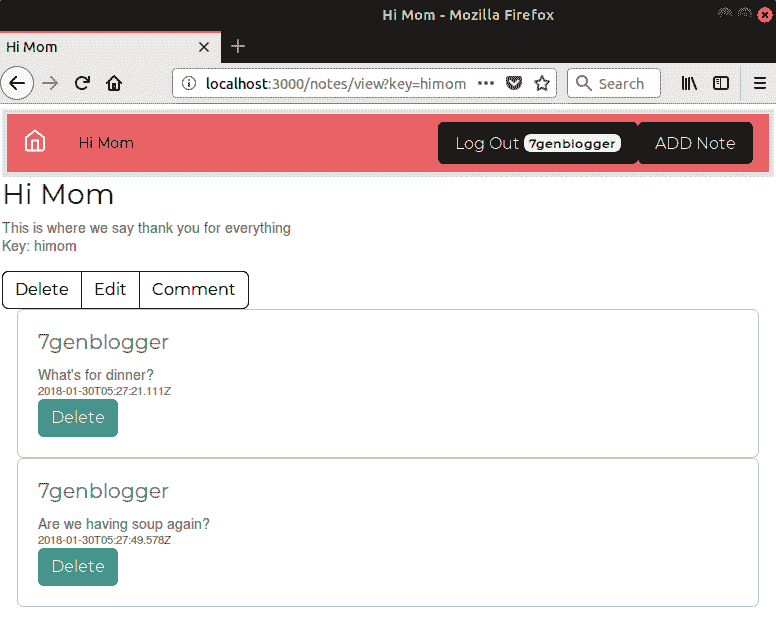 Hi Mom - Mozilla Firefox
Hi Mom
localhost:3000/notes/view?key=himom
Search
Hi Mom
Log Out 7genblogger
ADD Note
Hi Mom
This is where we say thank you for everything
Key: himom
Delete Edit Comment
7genblogger
What's for dinner?
2018-01-30T05:27:21.111Z
Delete
7genblogger
Are we having soup again?
2018-01-30T05:27:49.578Z
Delete